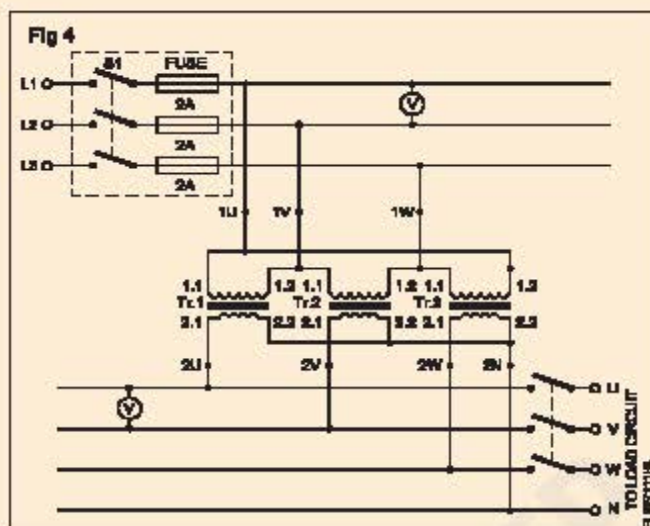 Fig 4
S1 FUSE
L1
2A
L2
2A
L3
2A
V
1U 1V 1W
1.1 1.2 1.1 1.2 1.1 1.2
Tr.1 Tr.2 Tr.3
2.1 2.2 2.1 2.2 2.1 2.2
2U 2V 2W 2N
V
U
V
W
N
TO LOAD CIRCUIT